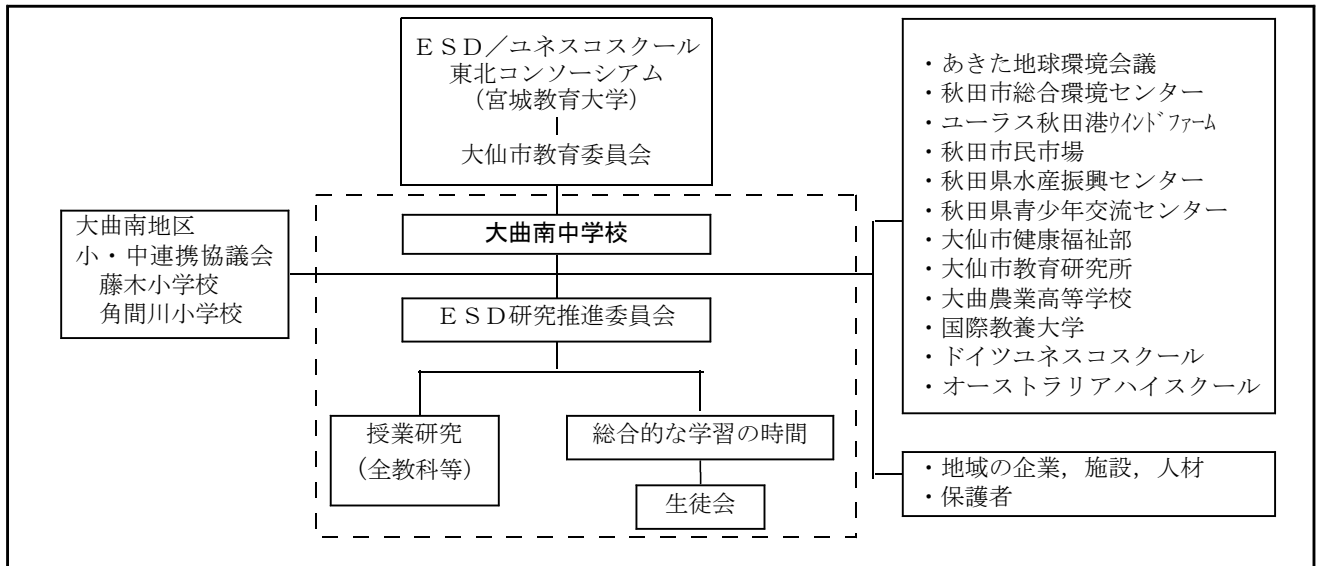 ＥＳＤ／ユネスコスクール
東北コンソーシアム
（宮城教育大学）
大仙市教育委員会
大曲南地区
小・中連携協議会
藤木小学校
角間川小学校
大曲南中学校
ＥＳＤ研究推進委員会
授業研究
（全教科等）
総合的な学習の時間
生徒会
・あきた地球環境会議
・秋田市総合環境センター
・ユーラス秋田港ｳｲﾝﾄﾞﾌｧｰﾑ
・秋田市民市場
・秋田県水産振興センター
・秋田県青少年交流センター
・大仙市健康福祉部
・大仙市教育研究所
・大曲農業高等学校
・国際教養大学
・ドイツユネスコスクール
・オーストラリアハイスクール
・地域の企業，施設，人材
・保護者